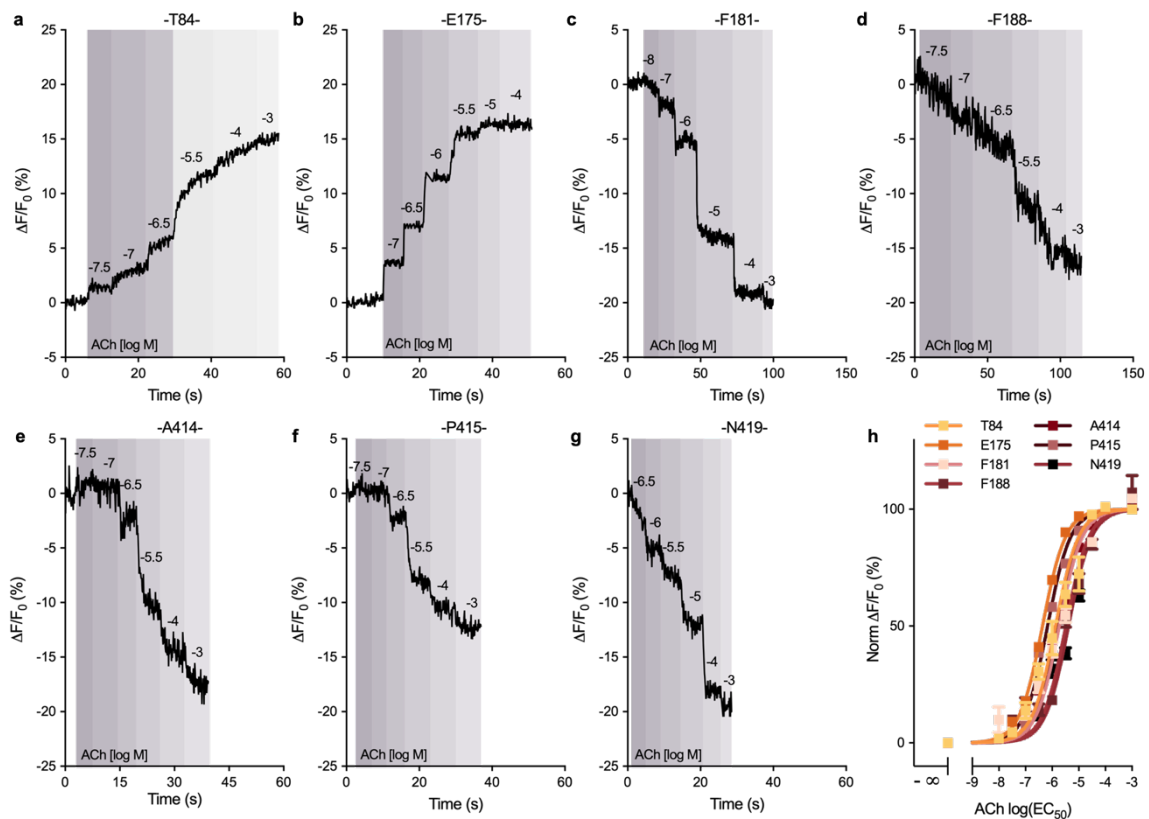 a
-T84-
25
20
15
10
5
0
-5
ΔF/F0 (%)
-7.5
-7
-6.5
-5.5
-4
-3
ACh [log M]
0
20
40
60
Time (s)
b
-E175-
25
20
15
10
5
0
-5
ΔF/F0 (%)
-7
-6.5
-6
-5.5
-5
-4
ACh [log M]
0
20
40
60
Time (s)
c
-F181-
5
0
-5
-10
-15
-20
-25
ΔF/F0 (%)
-8
-7
-6
-5
-4
-3
ACh [log M]
0
50
100
150
Time (s)
d
-F188-
5
0
-5
-10
-15
-20
-25
ΔF/F0 (%)
-7.5
-7
-6.5
-5.5
-4
-3
ACh [log M]
0
50
100
150
Time (s)
e
-A414-
5
0
-5
-10
-15
-20
-25
ΔF/F0 (%)
-7.5
-7
-6.5
-5.5
-4
-3
ACh [log M]
0
15
30
45
60
Time (s)
f
-P415-
5
0
-5
-10
-15
-20
-25
ΔF/F0 (%)
-7.5
-7
-6.5
-5.5
-4
-3
ACh [log M]
0
20
40
60
Time (s)
g
-N419-
5
0
-5
-10
-15
-20
-25
ΔF/F0 (%)
-6.5
-6
-5.5
-5
-4
-3
ACh [log M]
0
20
40
60
Time (s)
h
T84
E175
F181
F188
A414
P415
N419
100
50
0
Norm ΔF/F0 (%)
- ∞
-9
-8
-7
-6
-5
-4
-3
ACh log(EC50)